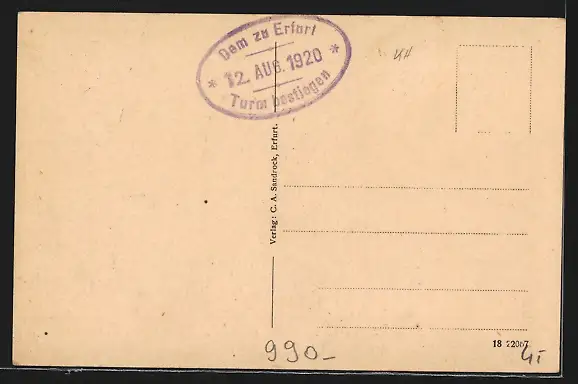 Dom zu Erfurt
* 12. AUG. 1920 *
Turm bestiegen
Verlag: C. A. Sandrock, Erfurt.
18 22067
990-